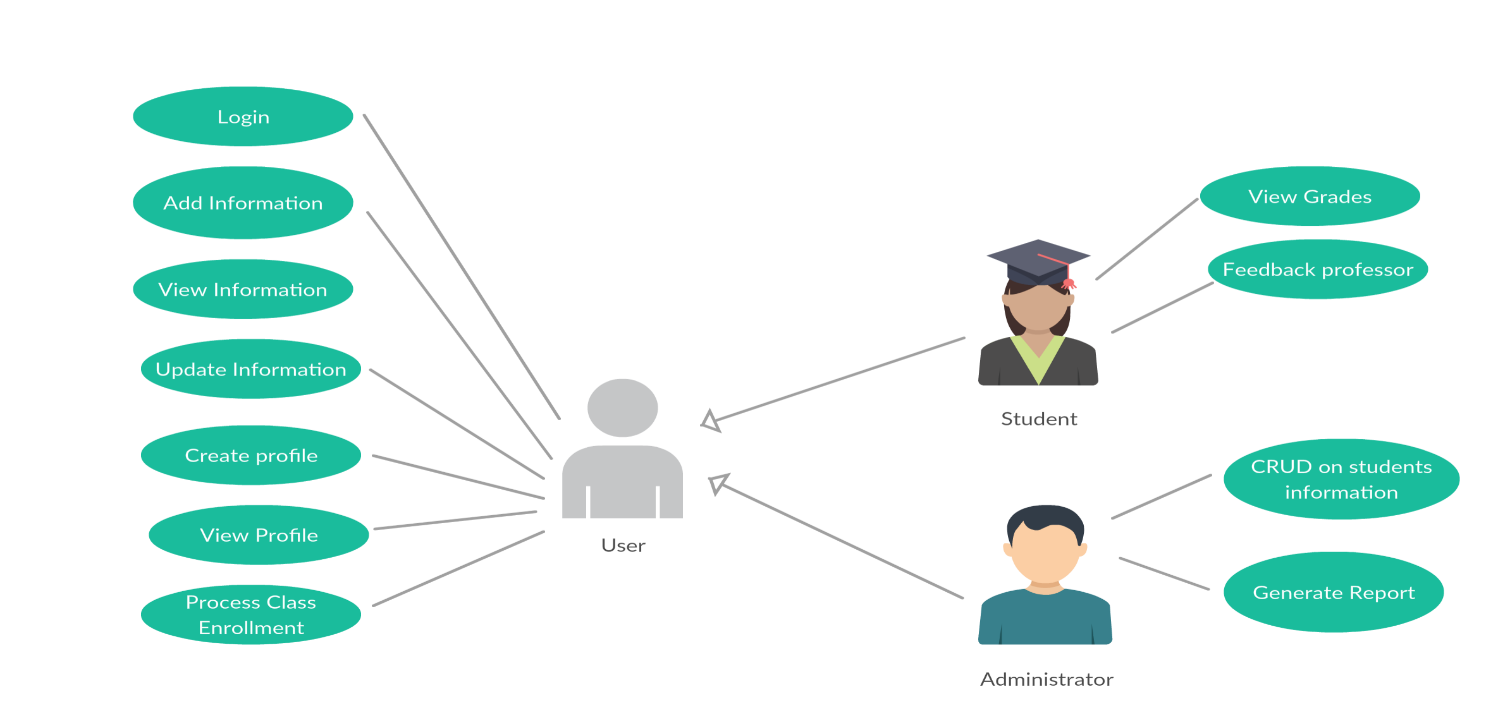 Login
Add Information
View Information
Update Information
Create profile
View Profile
Process Class
Enrollment
User
View Grades
Feedback professor
Student
CRUD on students
information
Generate Report
Administrator